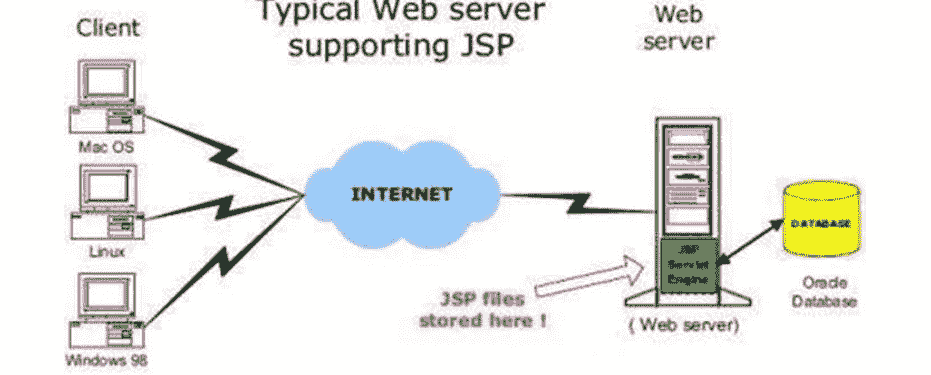 Typical Web server
supporting JSP
Client
Web
server
Mac OS
Linux
Windows 98
INTERNET
JSP files
stored here !
JSP
Servlet
Engine
( Web server)
DATABASE
Oracle
Database